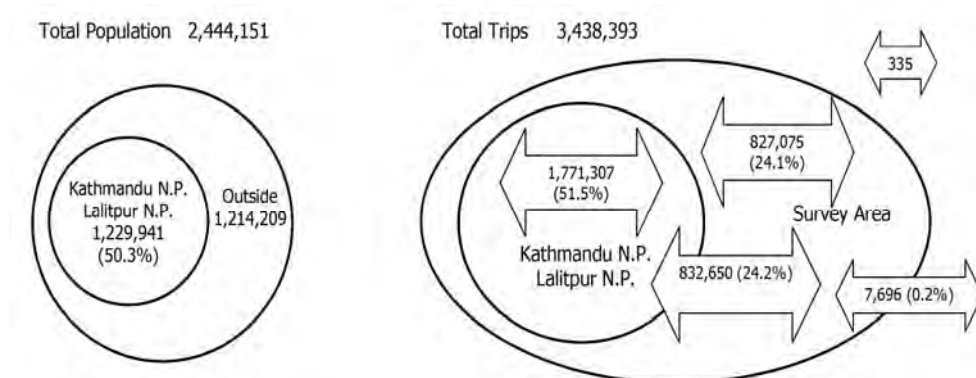 Total Population 2,444,151
Kathmandu N.P.
Lalitpur N.P.
1,229,941
(50.3%)
Outside
1,214,209
Total Trips 3,438,393
335
1,771,307
(51.5%)
827,075
(24.1%)
Survey Area
Kathmandu N.P.
Lalitpur N.P.
832,650 (24.2%)
7,696 (0.2%)